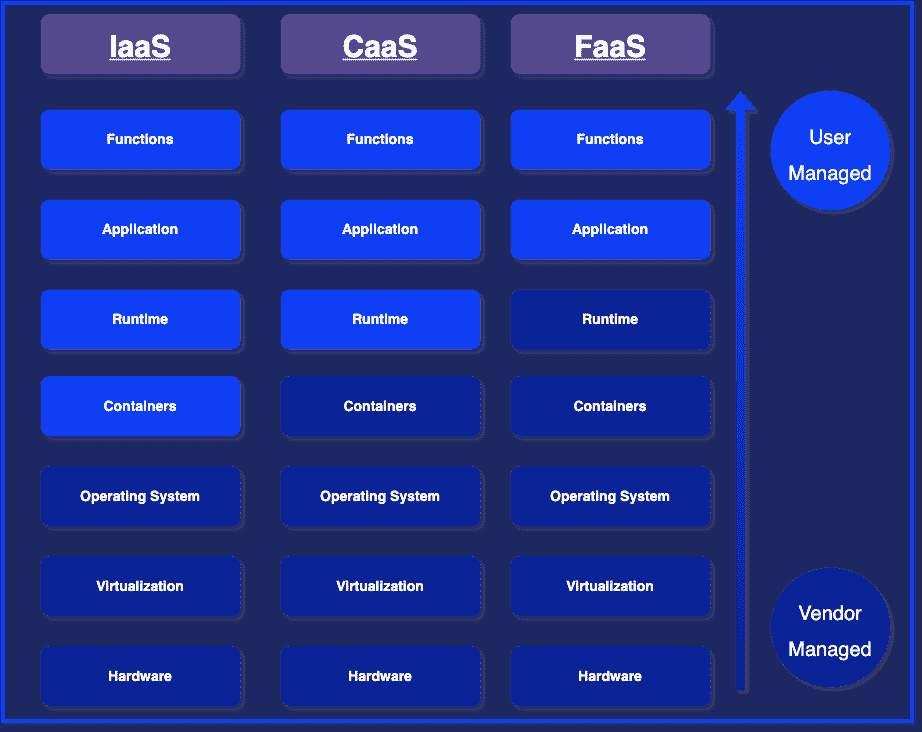 IaaS CaaS FaaS
Functions Functions Functions
User
Managed
Application Application Application
Runtime Runtime Runtime
Containers Containers Containers
Operating System Operating System Operating System
Virtualization Virtualization Virtualization
Vendor
Managed
Hardware Hardware Hardware